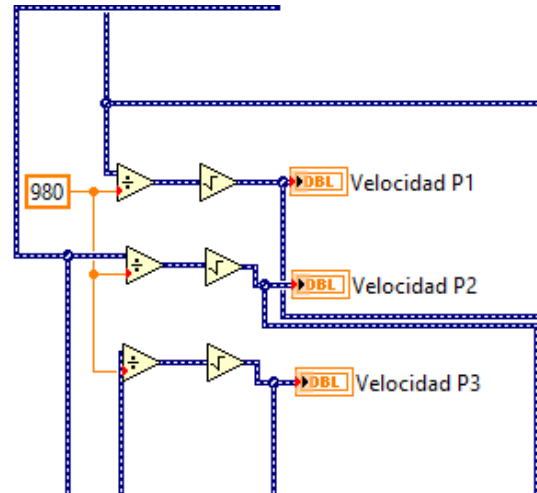 980
÷
√
DBL
Velocidad P1
÷
√
DBL
Velocidad P2
÷
√
DBL
Velocidad P3